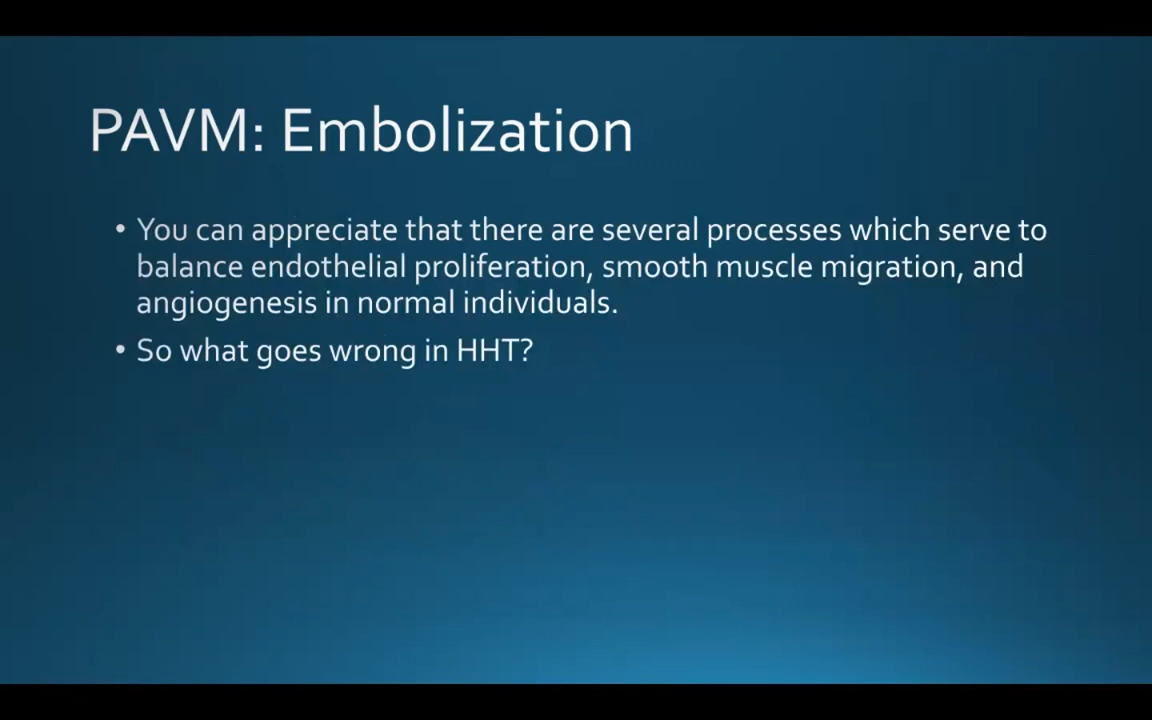 PAVM: Embolization
• You can appreciate that there are several processes which serve to
balance endothelial proliferation, smooth muscle migration, and
angiogenesis in normal individuals.
• So what goes wrong in HHT?